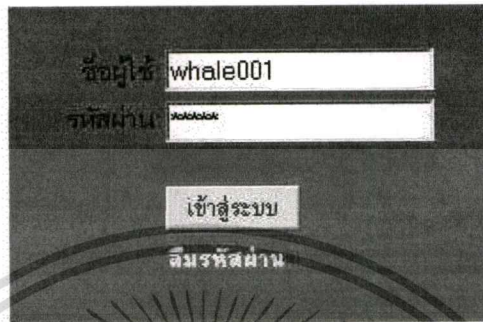 ชื่อผู้ใช้ whale001
รหัสผ่าน *****
เข้าสู่ระบบ
ลืมรหัสผ่าน